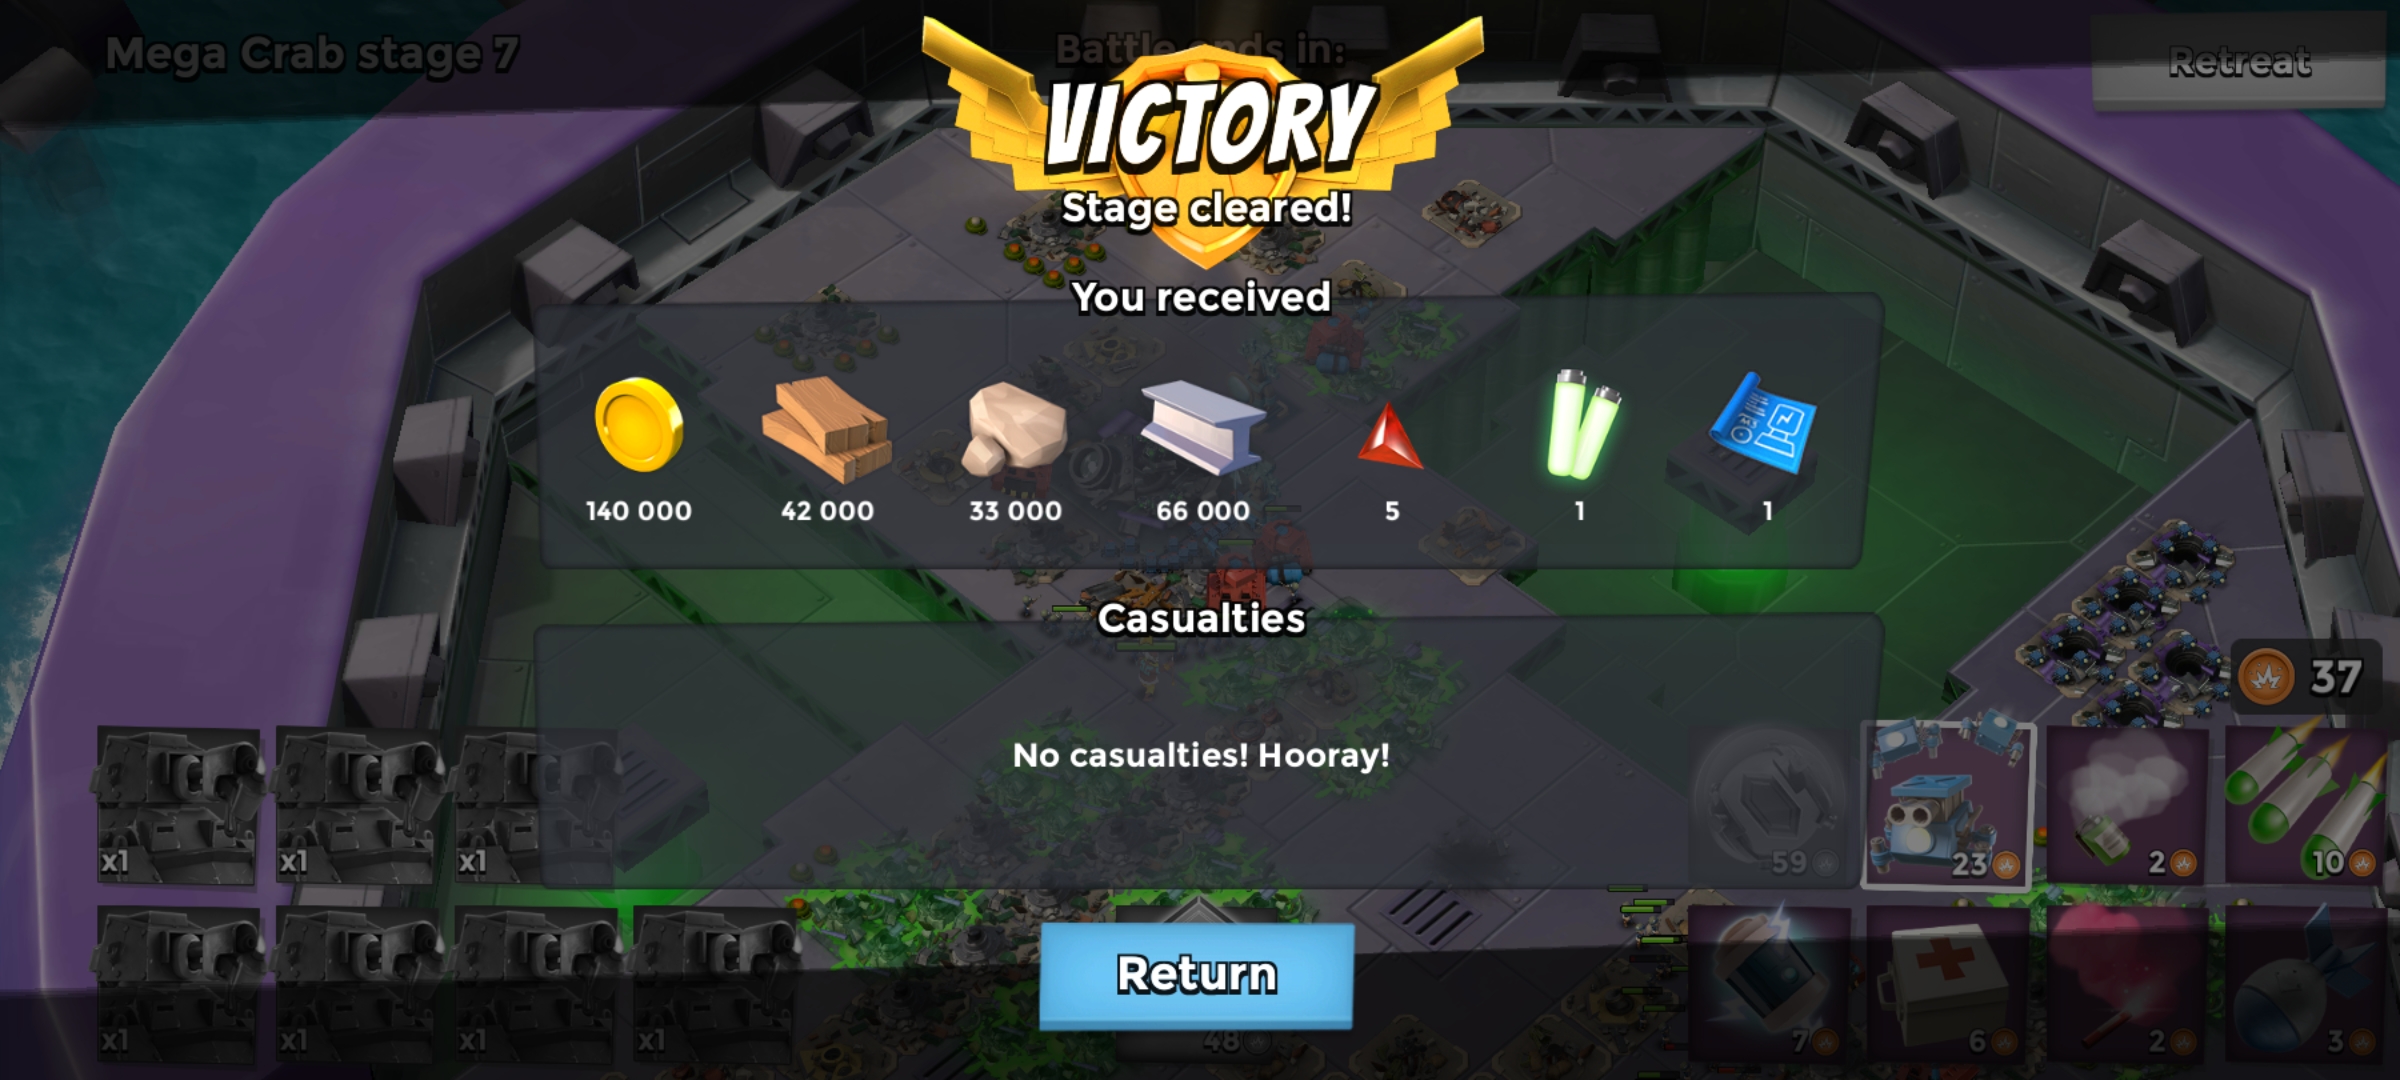 Mega Crab stage 7
Battle ends in:
Retreat
VICTORY
Stage cleared!
You received
140 000
42 000
33 000
66 000
5
1
1
Casualties
No casualties! Hooray!
37
x1
x1
x1
59
23
2
10
x1
x1
x1
x1
Return
48
7
6
2
3